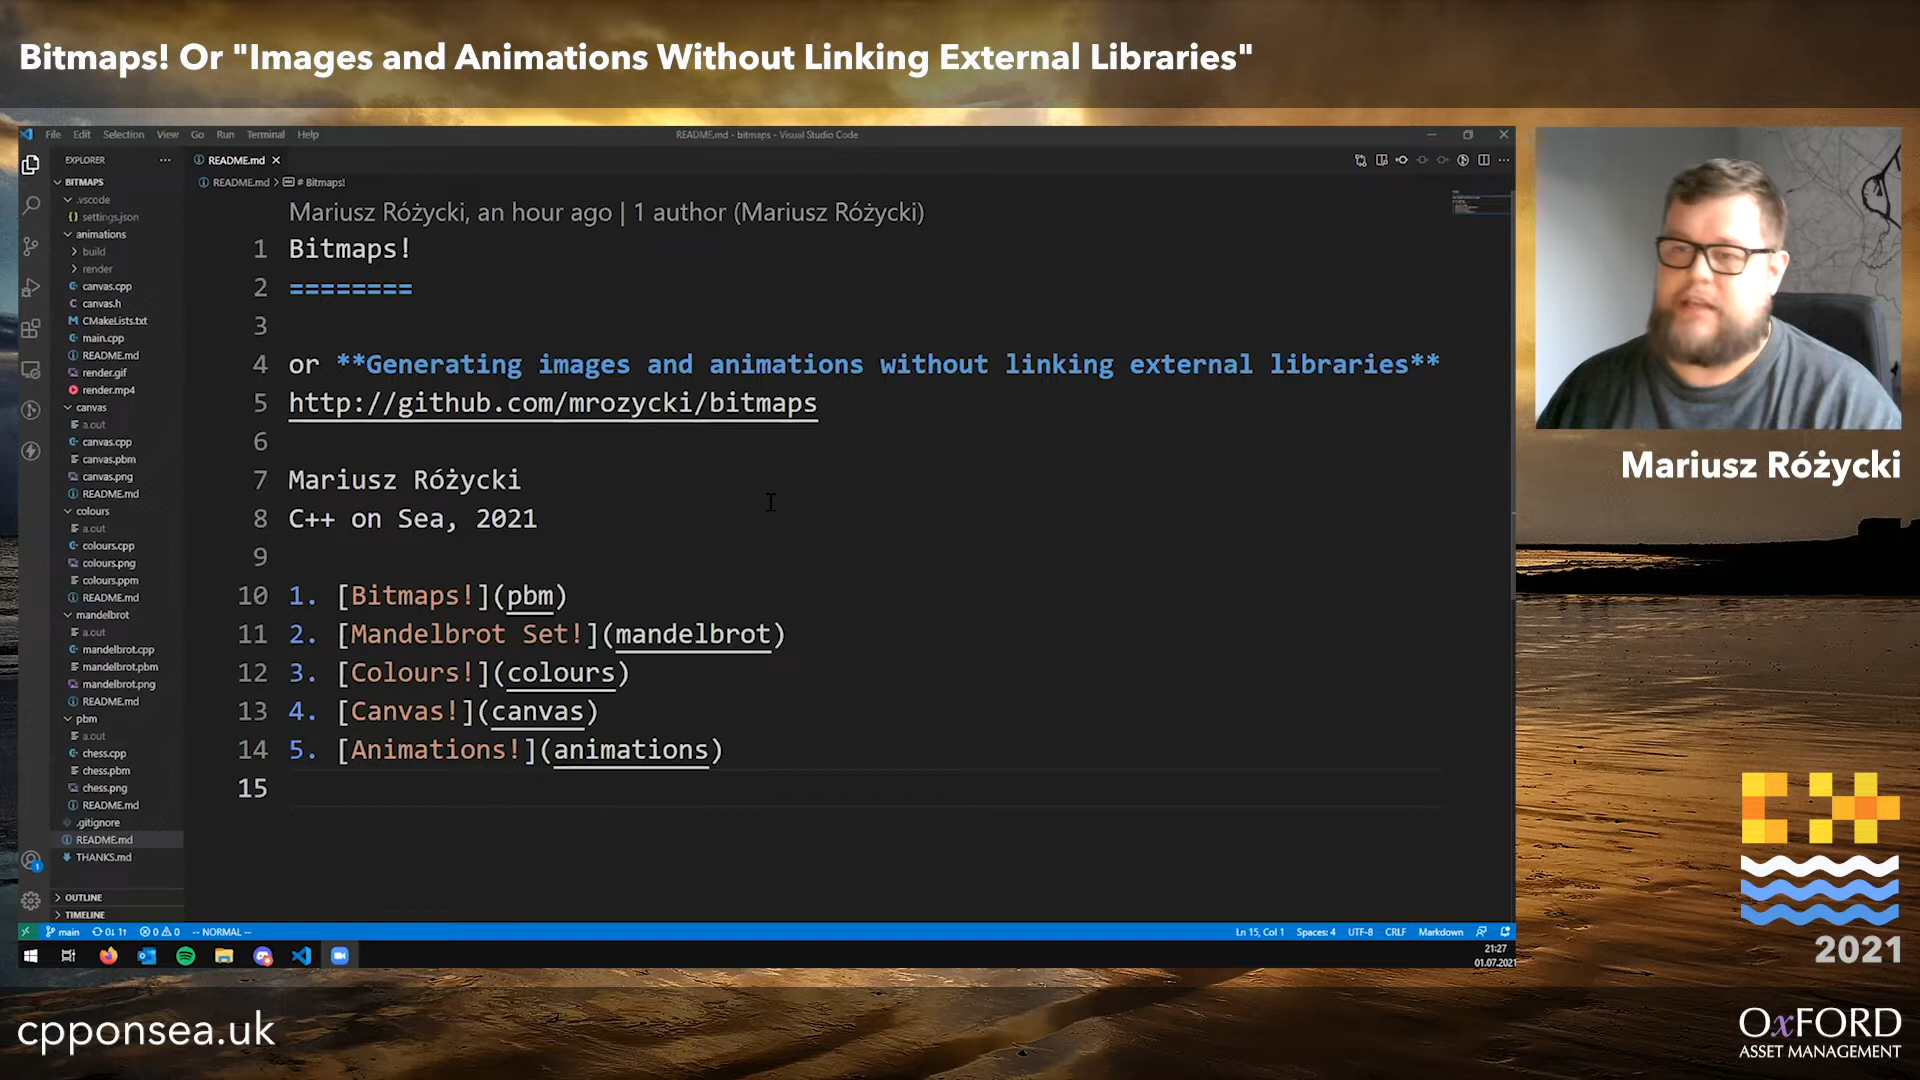 Bitmaps! Or "Images and Animations Without Linking External Libraries"
File Edit Selection View Go Run Terminal Help
README.md - bitmaps - Visual Studio Code
EXPLORER
README.md
BITMAPS
README.md > # Bitmaps!
.vscode
settings.json
animations
build
render
canvas.cpp
canvas.h
CMakeLists.txt
main.cpp
README.md
render.gif
render.mp4
canvas
a.out
canvas.cpp
canvas.pbm
canvas.png
README.md
colours
a.out
colours.cpp
colours.png
colours.ppm
README.md
mandelbrot
a.out
mandelbrot.cpp
mandelbrot.pbm
mandelbrot.png
README.md
pbm
a.out
chess.cpp
chess.pbm
chess.png
README.md
.gitignore
README.md
THANKS.md
OUTLINE
TIMELINE
Mariusz Różycki, an hour ago | 1 author (Mariusz Różycki)
1 Bitmaps!
2 ========
3
4 or **Generating images and animations without linking external libraries**
5 http://github.com/mrozycki/bitmaps
6
7 Mariusz Różycki
8 C++ on Sea, 2021
9
10 1. [Bitmaps!](pbm)
11 2. [Mandelbrot Set!](mandelbrot)
12 3. [Colours!](colours)
13 4. [Canvas!](canvas)
14 5. [Animations!](animations)
15
main 0↓ 1↑ 0 0 -- NORMAL --
Ln 15, Col 1 Spaces: 4 UTF-8 CRLF Markdown
21:27
01.07.2021
Mariusz Różycki
C++
2021
cpponsea.uk
OxFORD
ASSET MANAGEMENT